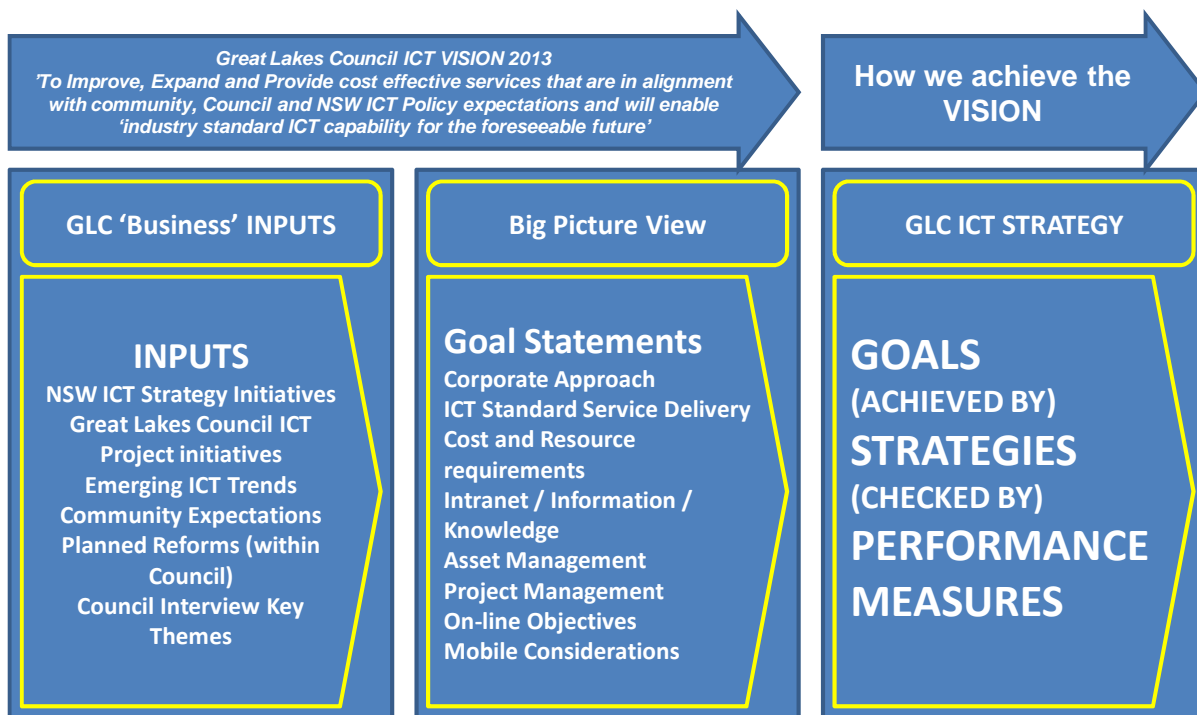 Great Lakes Council ICT VISION 2013
'To Improve, Expand and Provide cost effective services that are in alignment
with community, Council and NSW ICT Policy expectations and will enable
'industry standard ICT capability for the foreseeable future'
How we achieve the
VISION
GLC 'Business' INPUTS
INPUTS
NSW ICT Strategy Initiatives
Great Lakes Council ICT
Project initiatives
Emerging ICT Trends
Community Expectations
Planned Reforms (within
Council)
Council Interview Key
Themes
Big Picture View
Goal Statements
Corporate Approach
ICT Standard Service Delivery
Cost and Resource
requirements
Intranet / Information /
Knowledge
Asset Management
Project Management
On-line Objectives
Mobile Considerations
GLC ICT STRATEGY
GOALS
(ACHIEVED BY)
STRATEGIES
(CHECKED BY)
PERFORMANCE
MEASURES